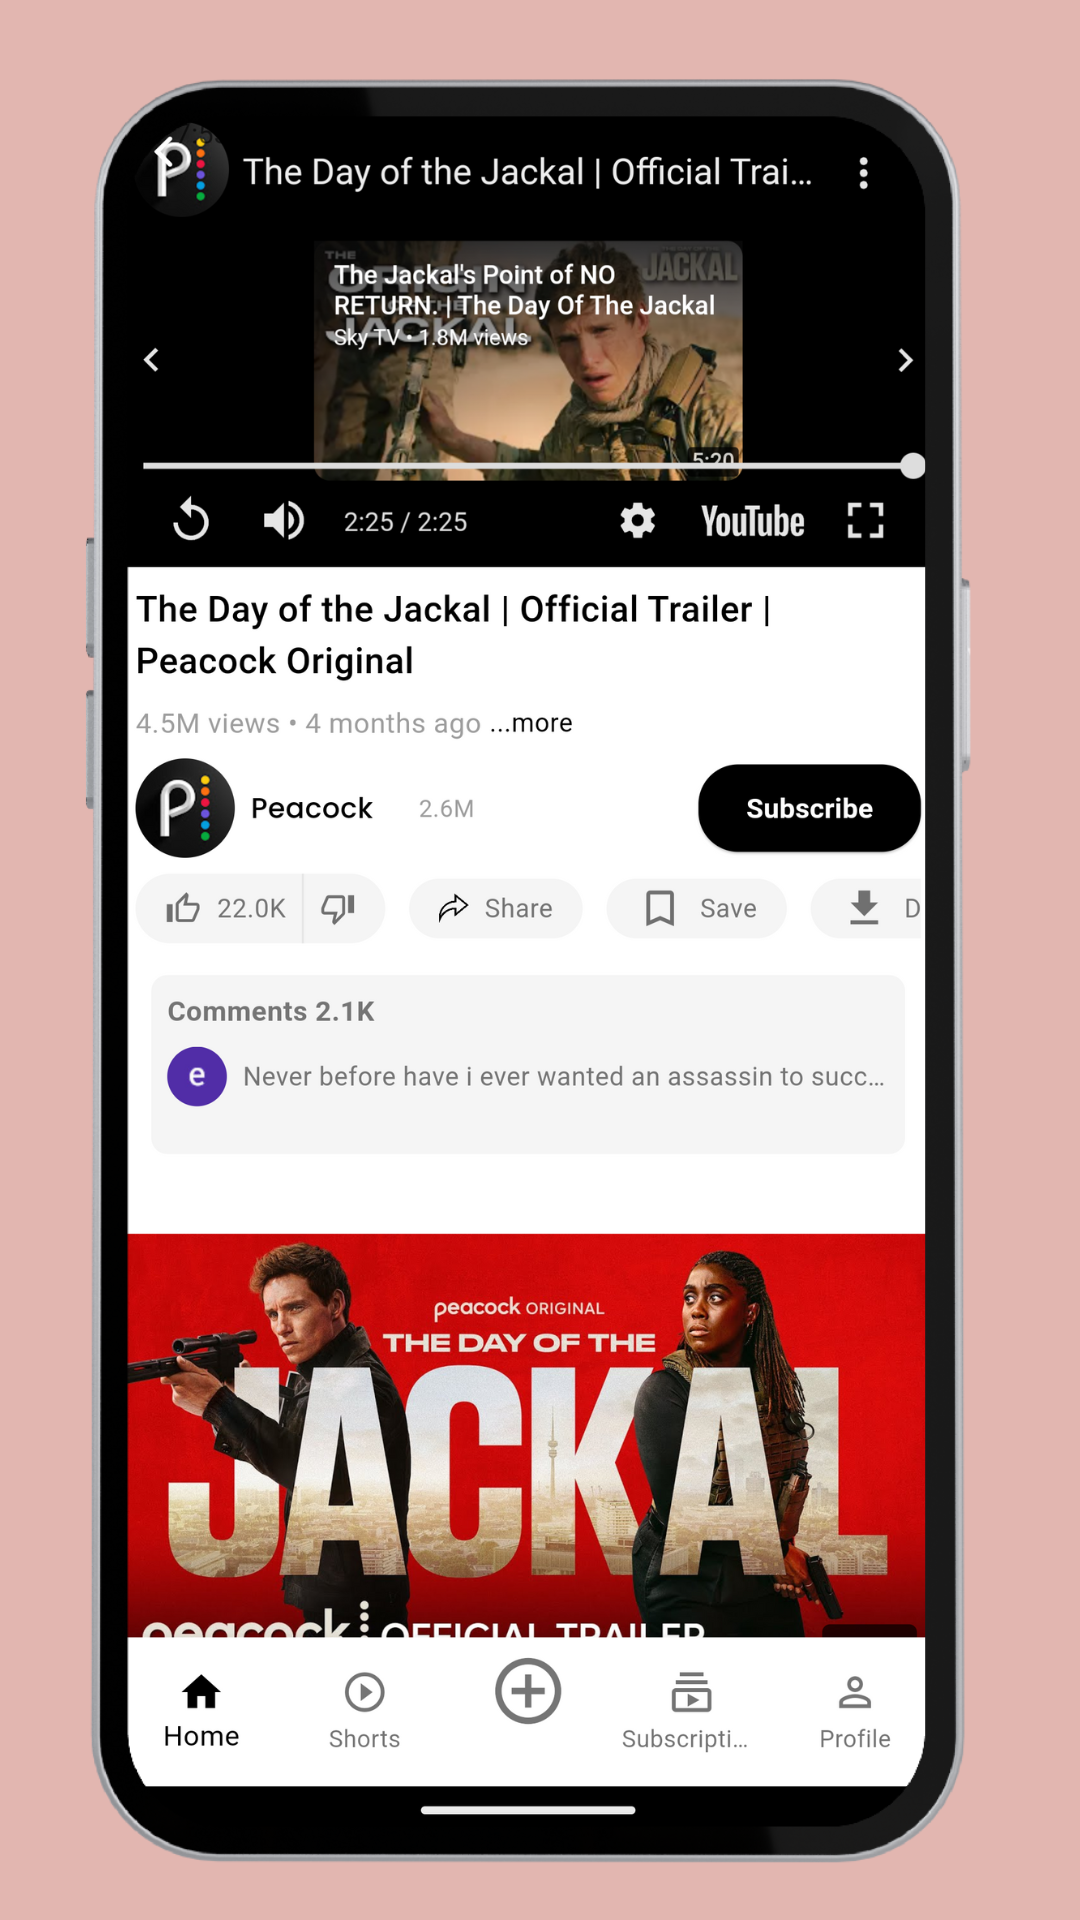 The Day of the Jackal | Official Trai...
THE
ORIGIN
JACKAL
JACKAL
The Jackal's Point of NO
RETURN. | The Day Of The Jackal
Sky TV • 1.8M views
5:20
2:25 / 2:25
YouTube
The Day of the Jackal | Official Trailer |
Peacock Original
4.5M views • 4 months ago ...more
P
Peacock
2.6M
Subscribe
22.0K
Share
Save
D
Comments 2.1K
e
Never before have i ever wanted an assassin to succ...
peacock ORIGINAL
THE DAY OF THE
JACKAL
peacock OFFICIAL TRAILER
Home
Shorts
Subscripti...
Profile